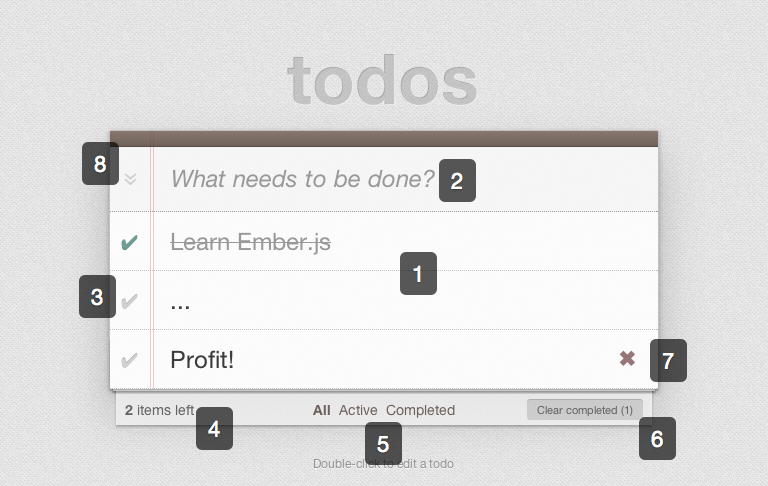 todos
8
What needs to be done? 2
✔ Learn Ember.js
1
3 ✔ ...
✔ Profit! ✖ 7
2 items left All Active Completed Clear completed (1)
4 5 6
Double-click to edit a todo